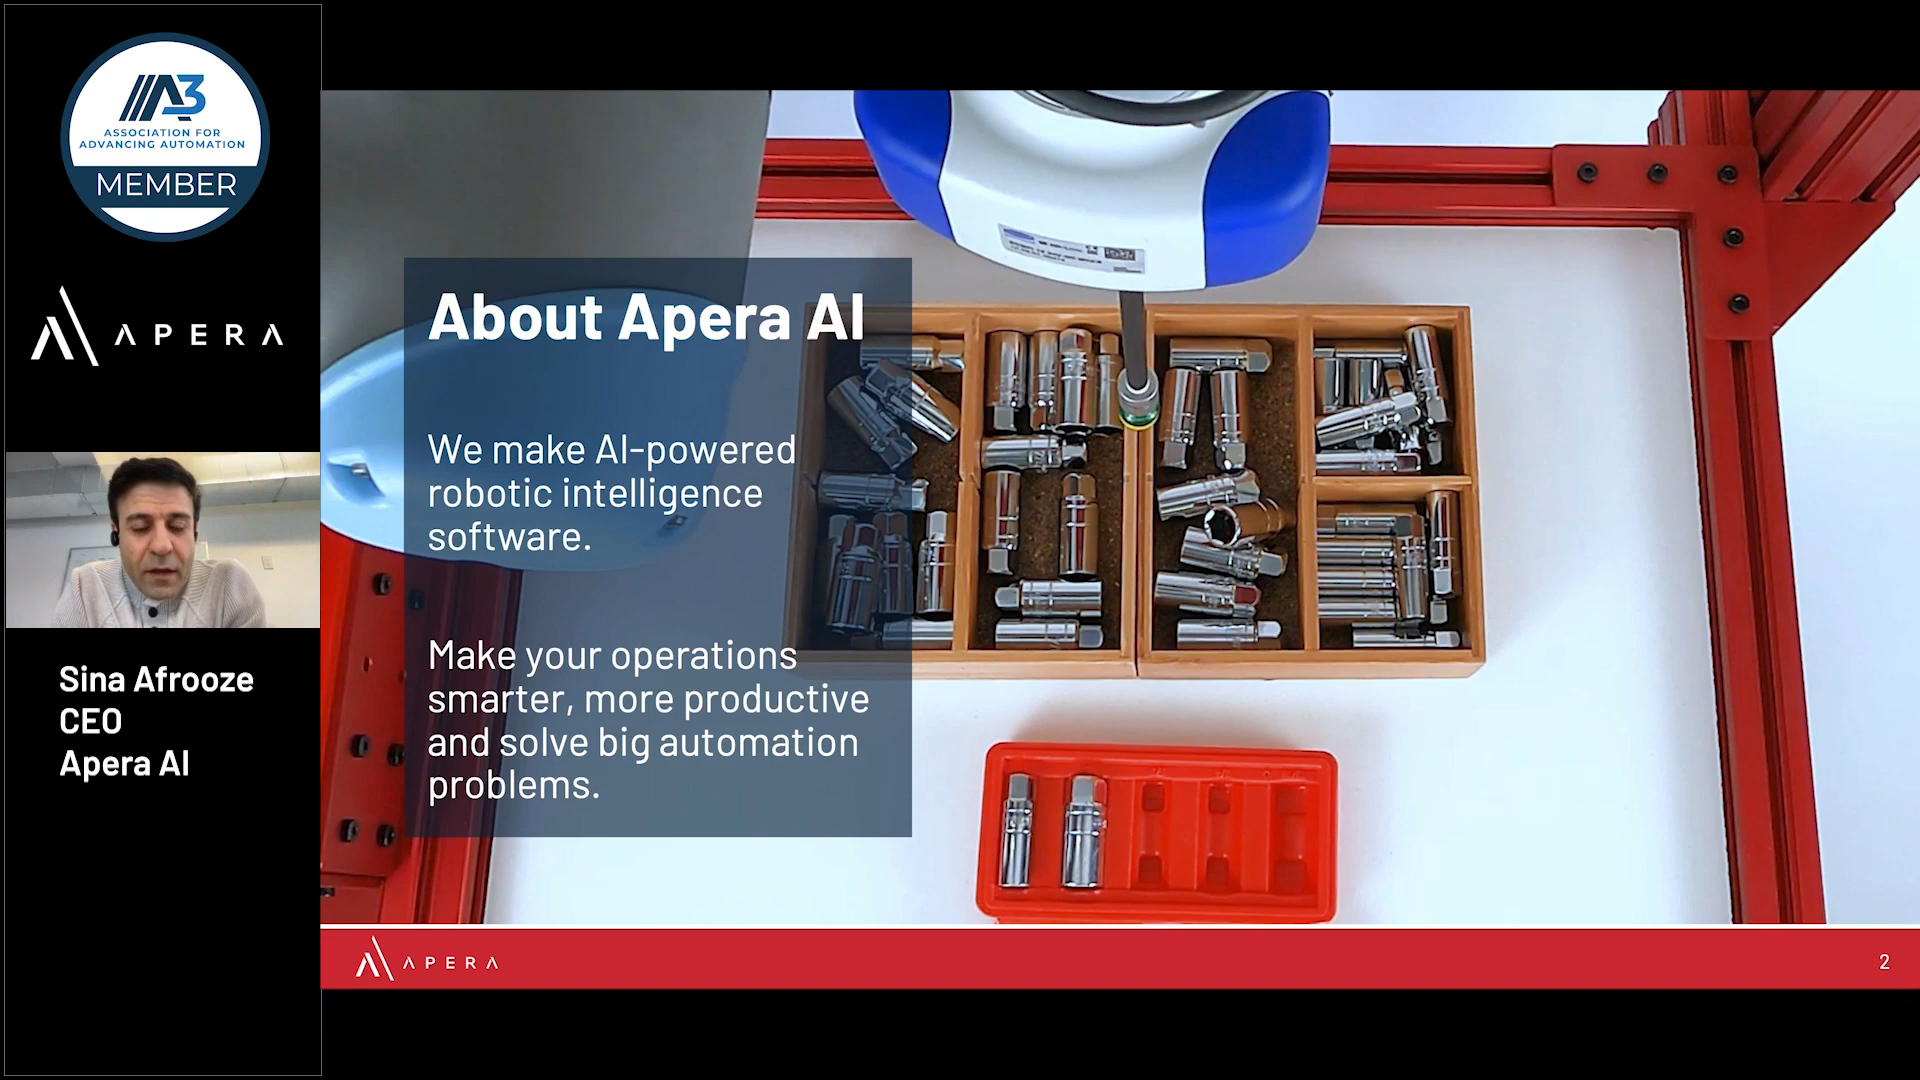 A3
ASSOCIATION FOR
ADVANCING AUTOMATION
MEMBER
APERA
Sina Afrooze
CEO
Apera AI
About Apera AI
We make AI-powered
robotic intelligence
software.
Make your operations
smarter, more productive
and solve big automation
problems.
APERA
2